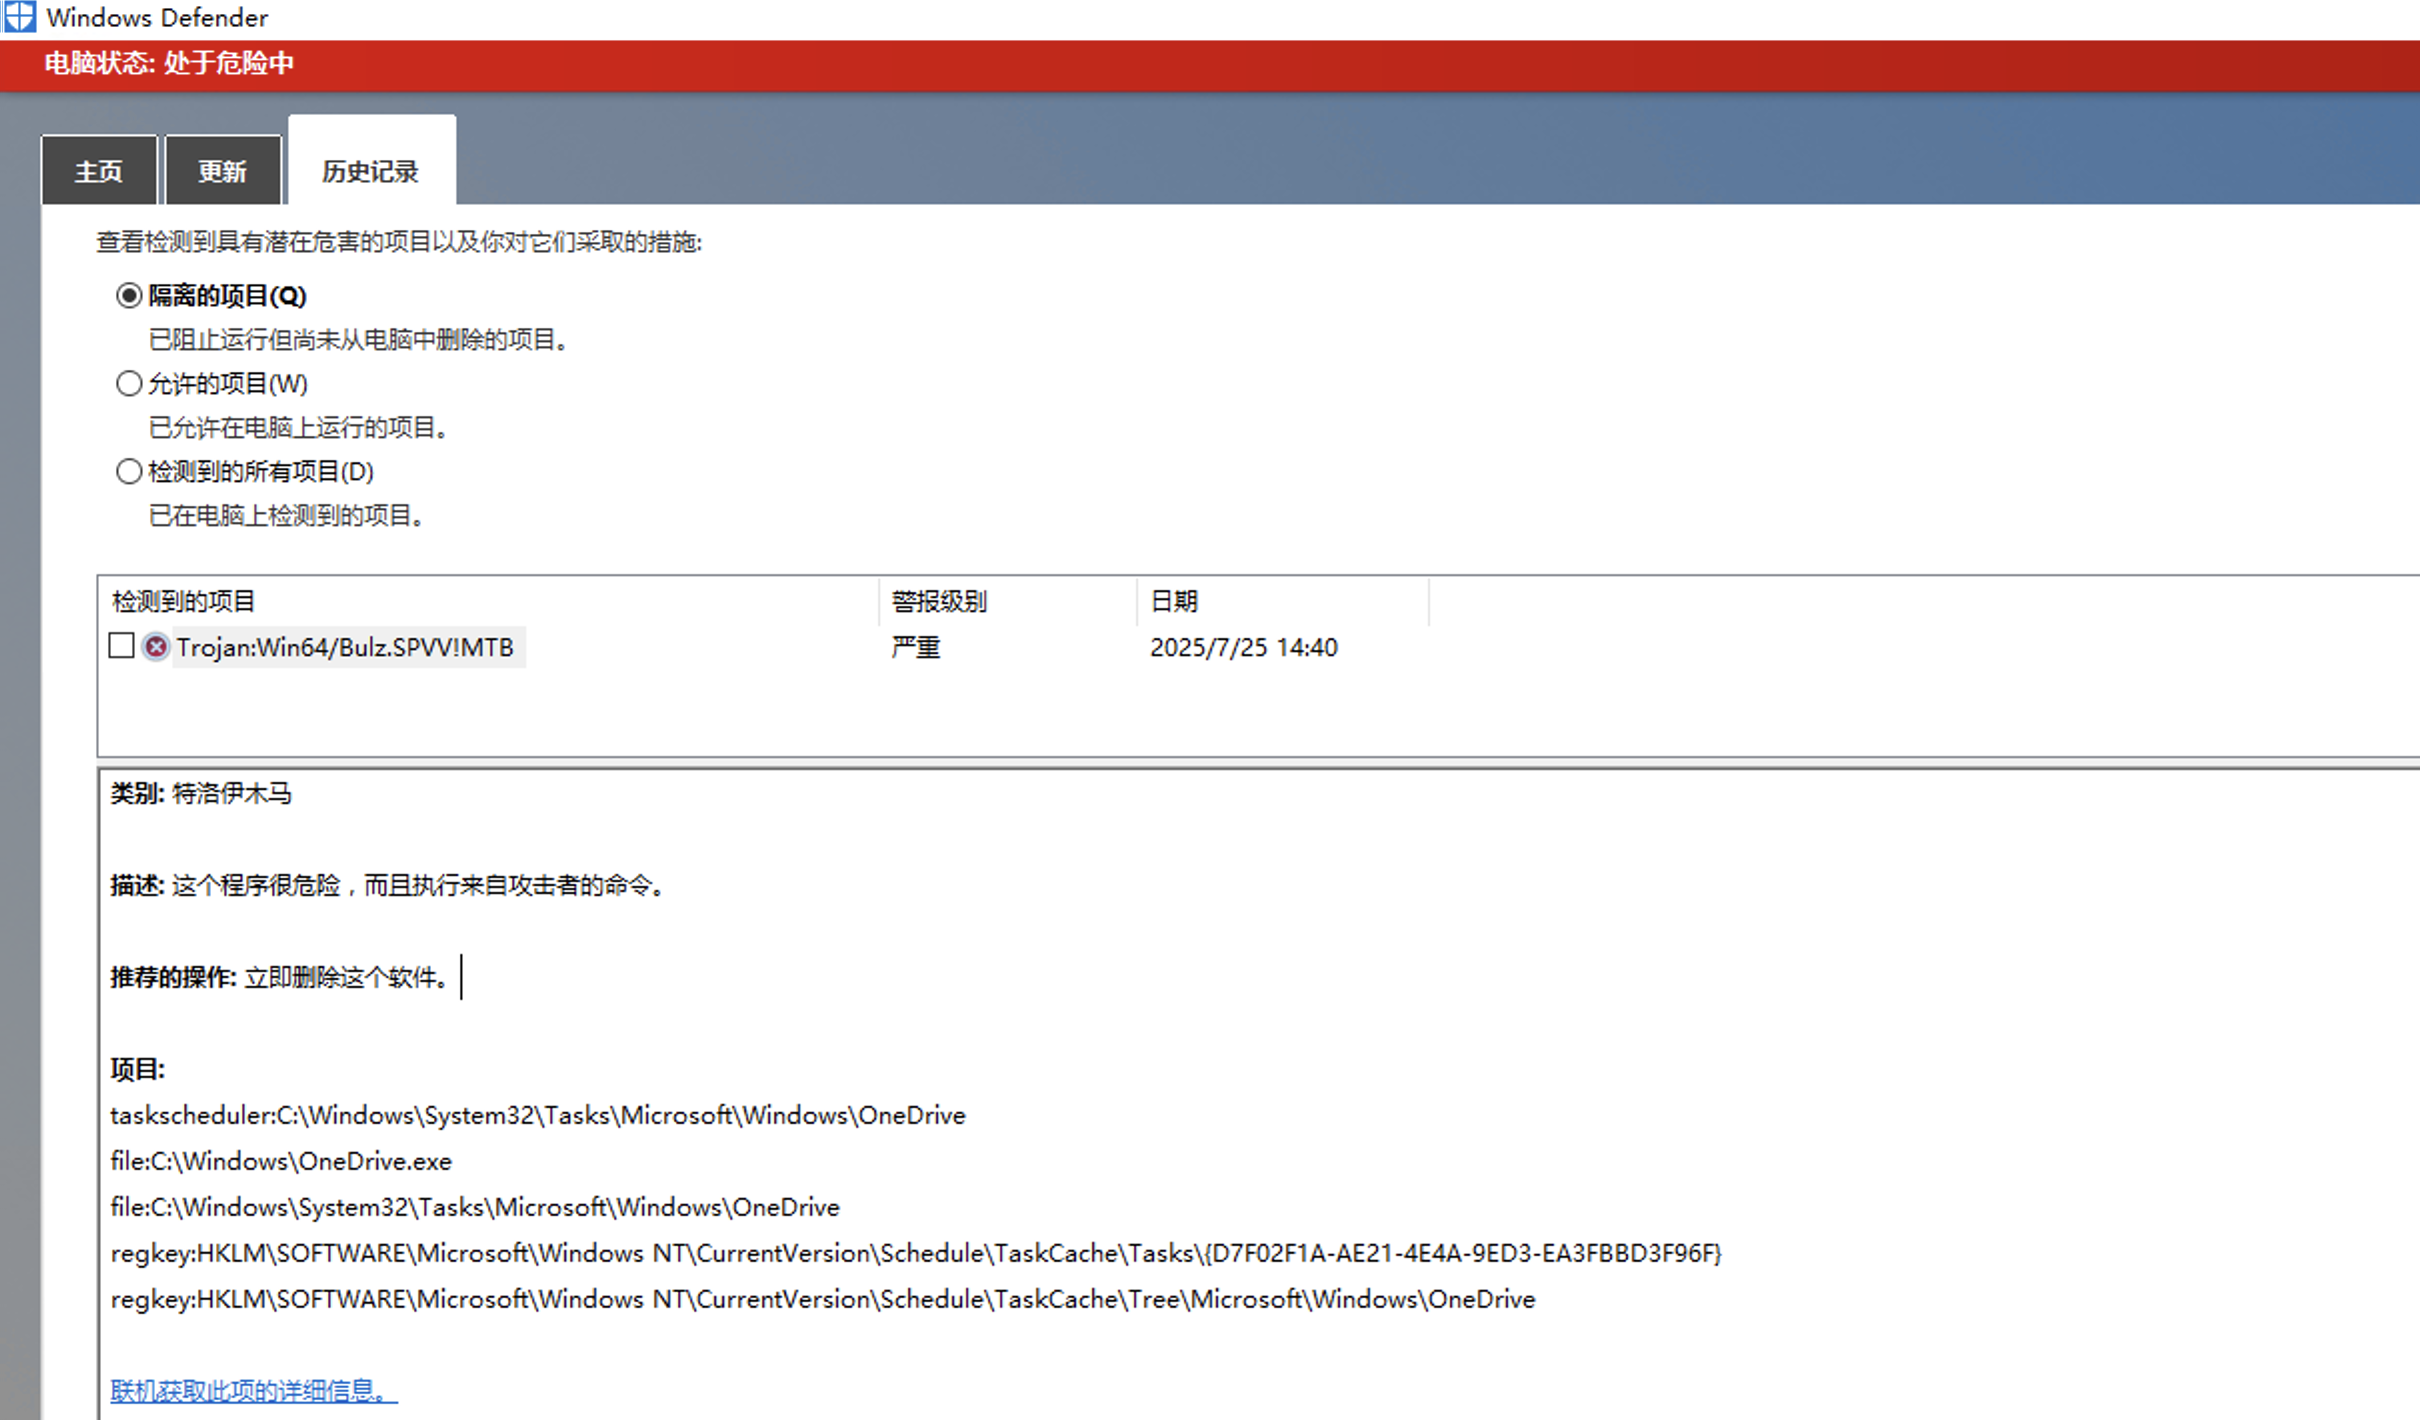 Windows Defender
电脑状态: 处于危险中
主页 更新 历史记录
查看检测到具有潜在危害的项目以及你对它们采取的措施:
隔离的项目(Q)
已阻止运行但尚未从电脑中删除的项目。
允许的项目(W)
已允许在电脑上运行的项目。
检测到的所有项目(D)
已在电脑上检测到的项目。
检测到的项目 警报级别 日期
Trojan:Win64/Bulz.SPVV!MTB 严重 2025/7/25 14:40
类别: 特洛伊木马
描述: 这个程序很危险，而且执行来自攻击者的命令。
推荐的操作: 立即删除这个软件。
项目:
taskscheduler:C:\Windows\System32\Tasks\Microsoft\Windows\OneDrive
file:C:\Windows\OneDrive.exe
file:C:\Windows\System32\Tasks\Microsoft\Windows\OneDrive
regkey:HKLM\SOFTWARE\Microsoft\Windows NT\CurrentVersion\Schedule\TaskCache\Tasks\{D7F02F1A-AE21-4E4A-9ED3-EA3FBBD3F96F}
regkey:HKLM\SOFTWARE\Microsoft\Windows NT\CurrentVersion\Schedule\TaskCache\Tree\Microsoft\Windows\OneDrive
联机获取此项的详细信息。